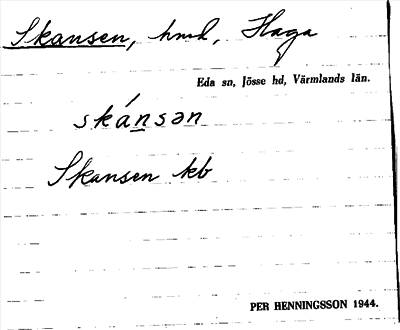 Skansen, hmd, Haga
Eda sn, Jösse hd, Värmlands län.
skánsən
Skansen kb
PER HENNINGSSON 1944.